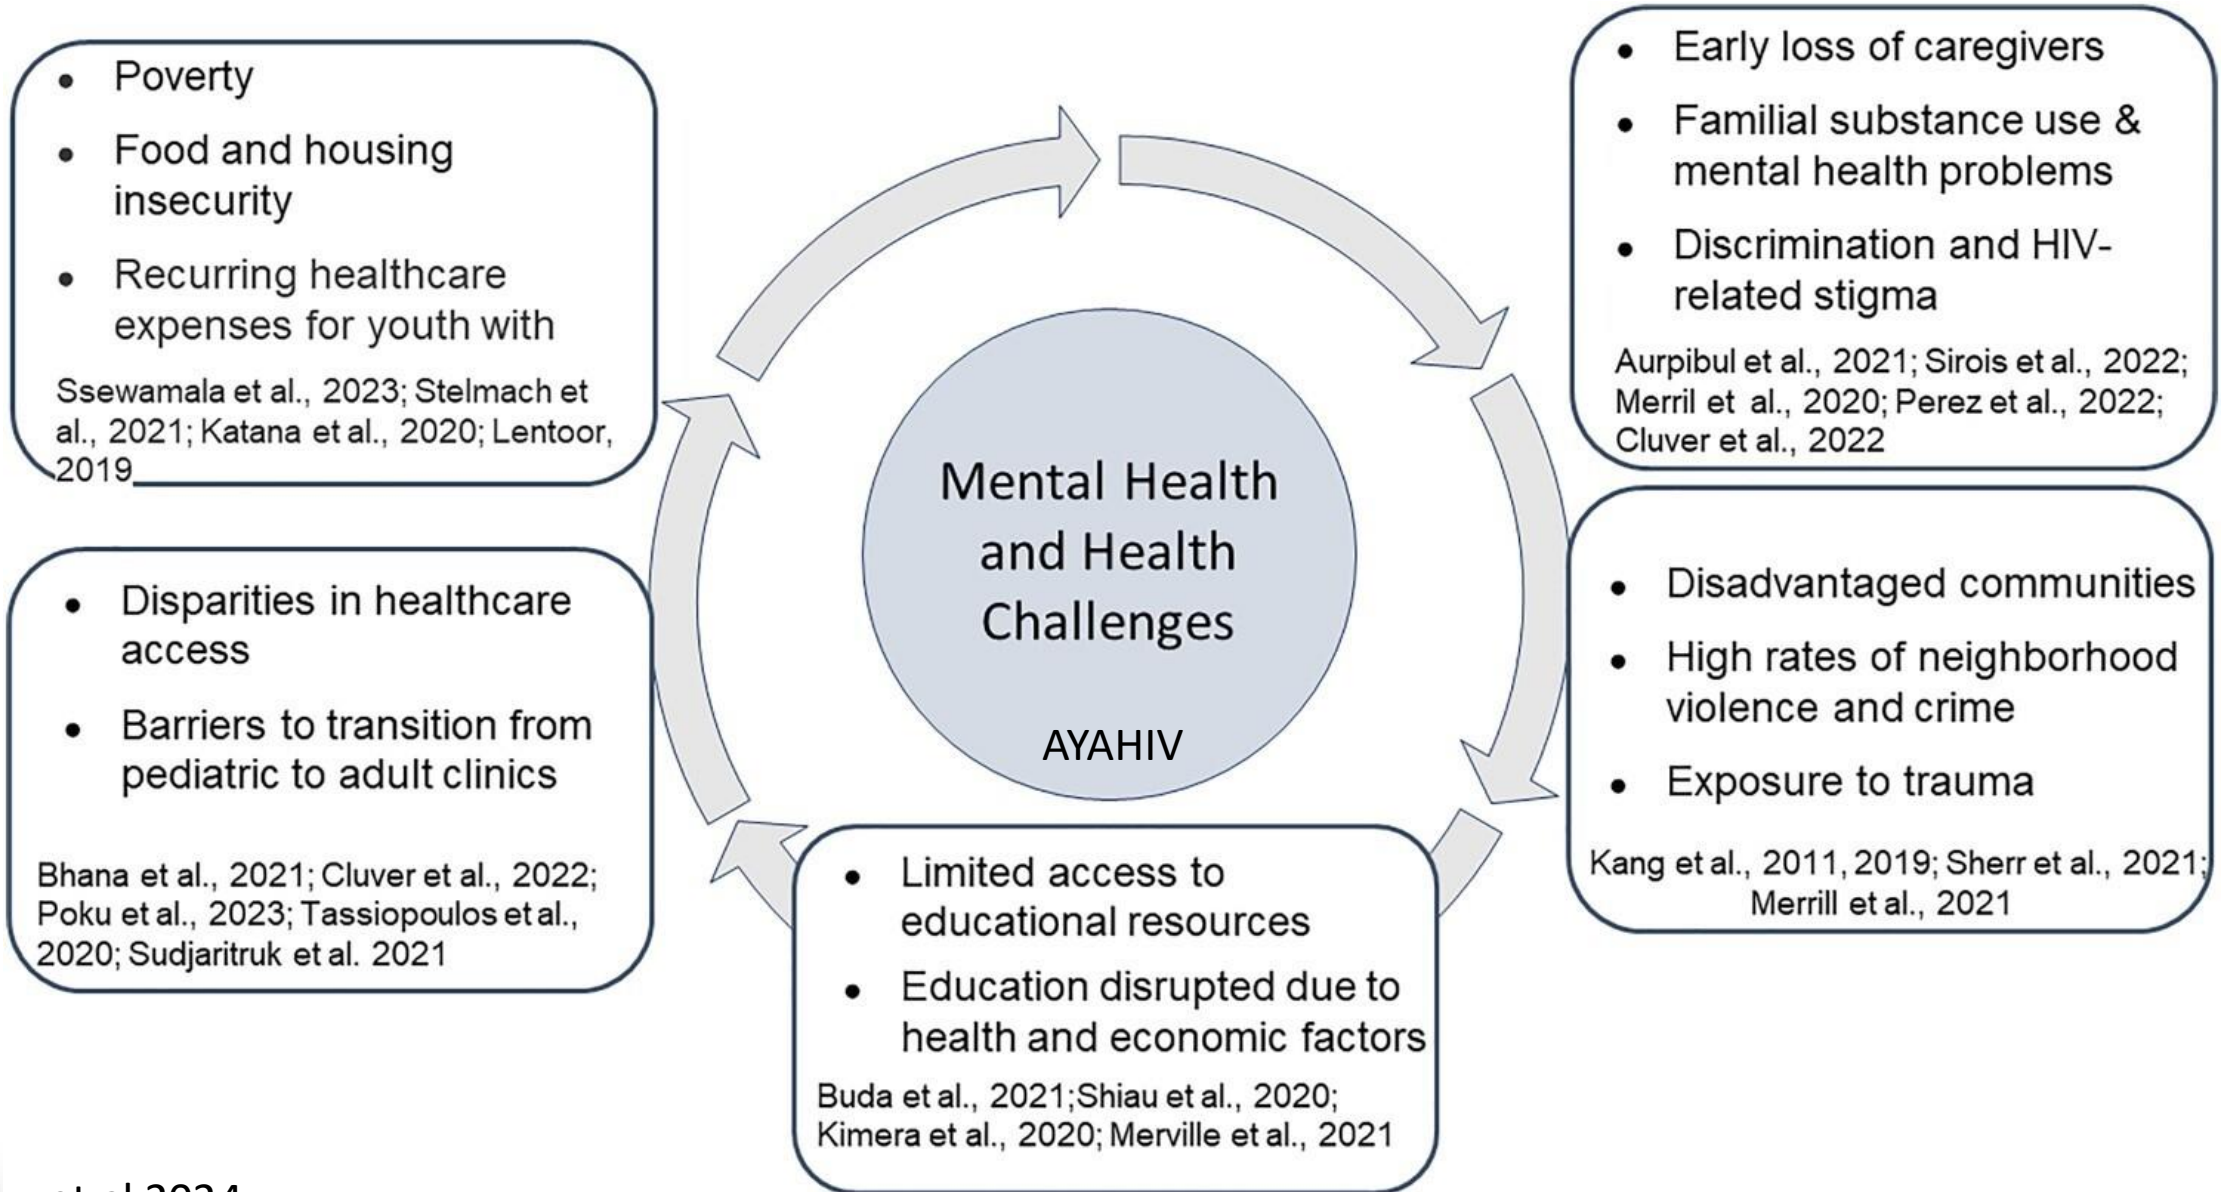 • Poverty
• Food and housing
insecurity
• Recurring healthcare
expenses for youth with
Ssewamala et al., 2023; Stelmach et
al., 2021; Katana et al., 2020; Lentoor,
2019
• Early loss of caregivers
• Familial substance use &
mental health problems
• Discrimination and HIV-
related stigma
Aurpibul et al., 2021; Sirois et al., 2022;
Merril et al., 2020; Perez et al., 2022;
Cluver et al., 2022
Mental Health
and Health
Challenges
AYAHIV
• Disparities in healthcare
access
• Barriers to transition from
pediatric to adult clinics
Bhana et al., 2021; Cluver et al., 2022;
Poku et al., 2023; Tassiopoulos et al.,
2020; Sudjaritruk et al. 2021
• Disadvantaged communities
• High rates of neighborhood
violence and crime
• Exposure to trauma
Kang et al., 2011, 2019; Sherr et al., 2021;
Merrill et al., 2021
• Limited access to
educational resources
• Education disrupted due to
health and economic factors
Buda et al., 2021;Shiau et al., 2020;
Kimera et al., 2020; Merville et al., 2021
et al 2024